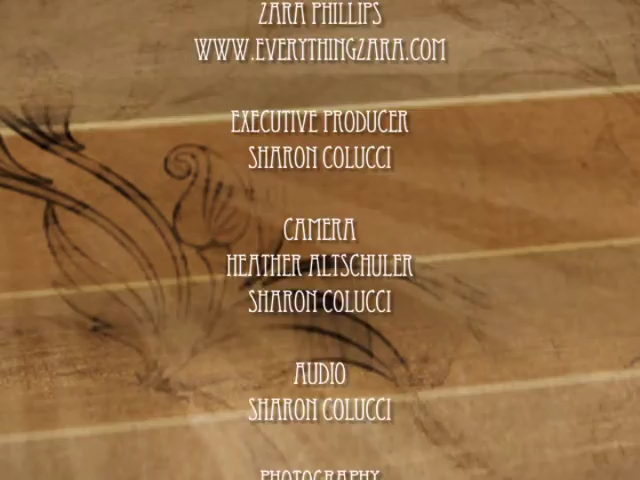 ZARA PHILLIPS
WWW.EVERYTHINGZARA.COM
EXECUTIVE PRODUCER
SHARON COLUCCI
CAMERA
HEATHER ALTSCHULER
SHARON COLUCCI
AUDIO
SHARON COLUCCI
PHOTOGRAPHY